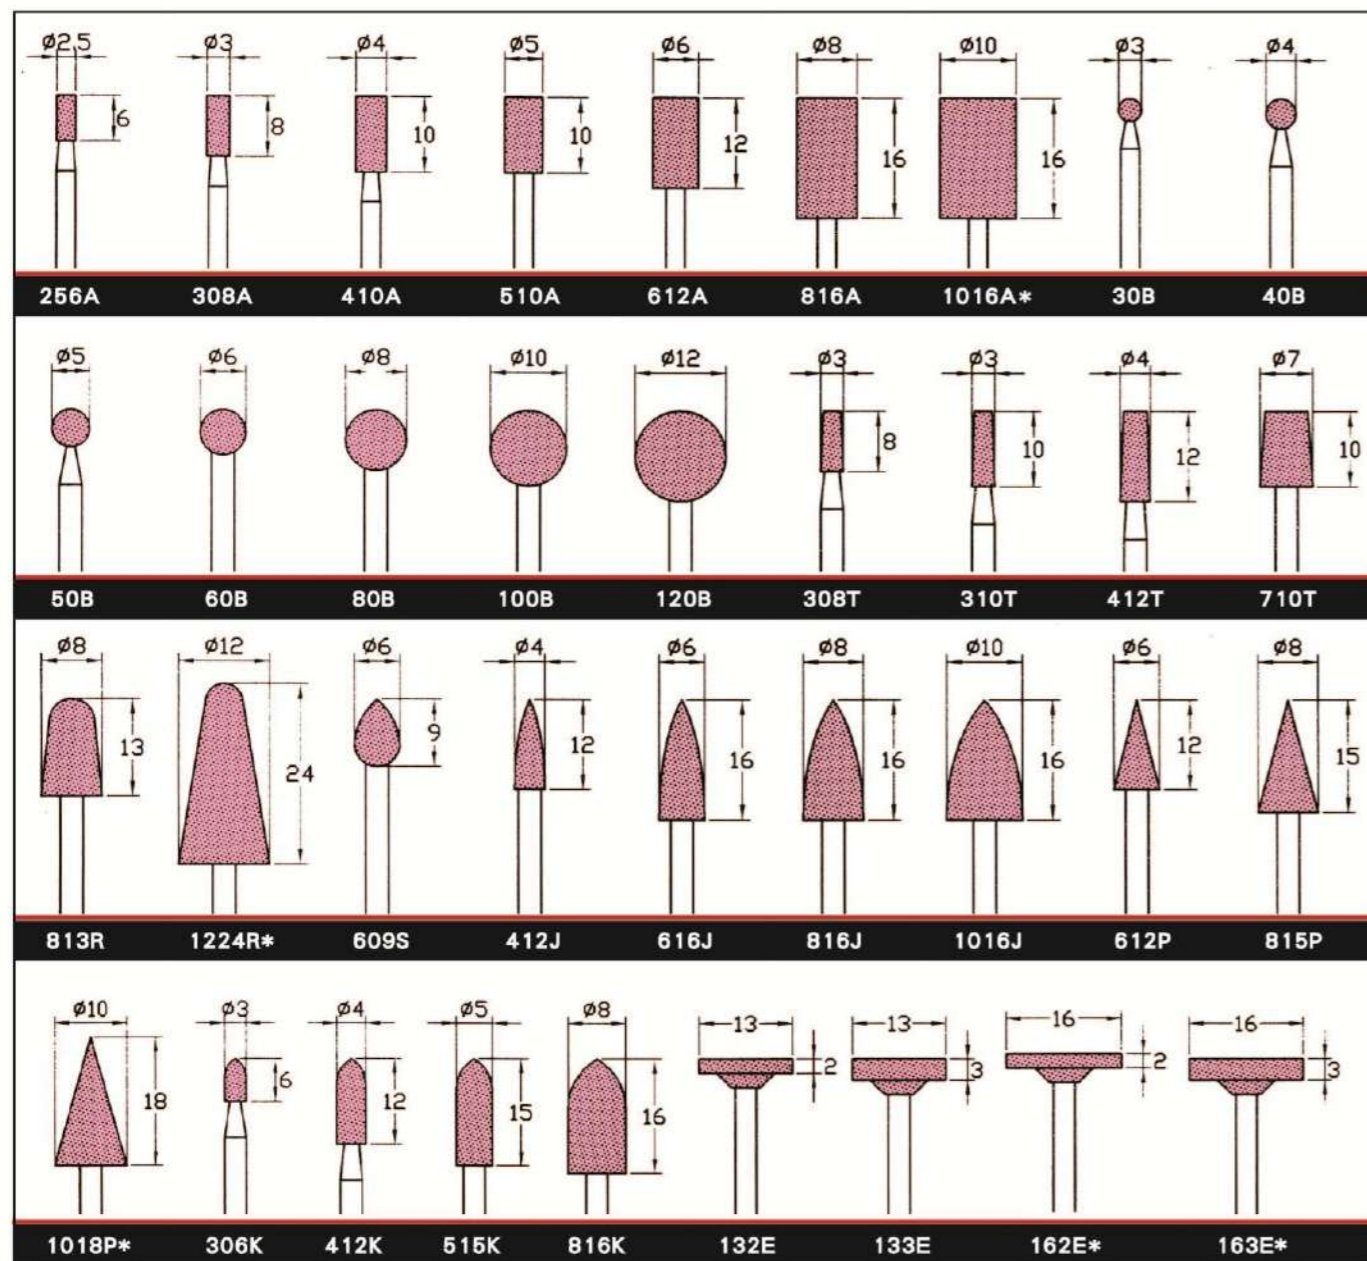 ø2.5 ø3 ø4 ø5 ø6 ø8 ø10 ø3 ø4
6 8 10 10 12 16 16
256A 308A 410A 510A 612A 816A 1016A* 30B 40B
ø5 ø6 ø8 ø10 ø12 ø3 ø3 ø4 ø7
8 10 12 10
50B 60B 80B 100B 120B 308T 310T 412T 710T
ø8 ø12 ø6 ø4 ø6 ø8 ø10 ø6 ø8
13 24 9 12 16 16 16 12 15
813R 1224R* 609S 412J 616J 816J 1016J 612P 815P
ø10 ø3 ø4 ø5 ø8 13 13 16 16
18 6 12 15 16 2 3 2 3
1018P* 306K 412K 515K 816K 132E 133E 162E* 163E*